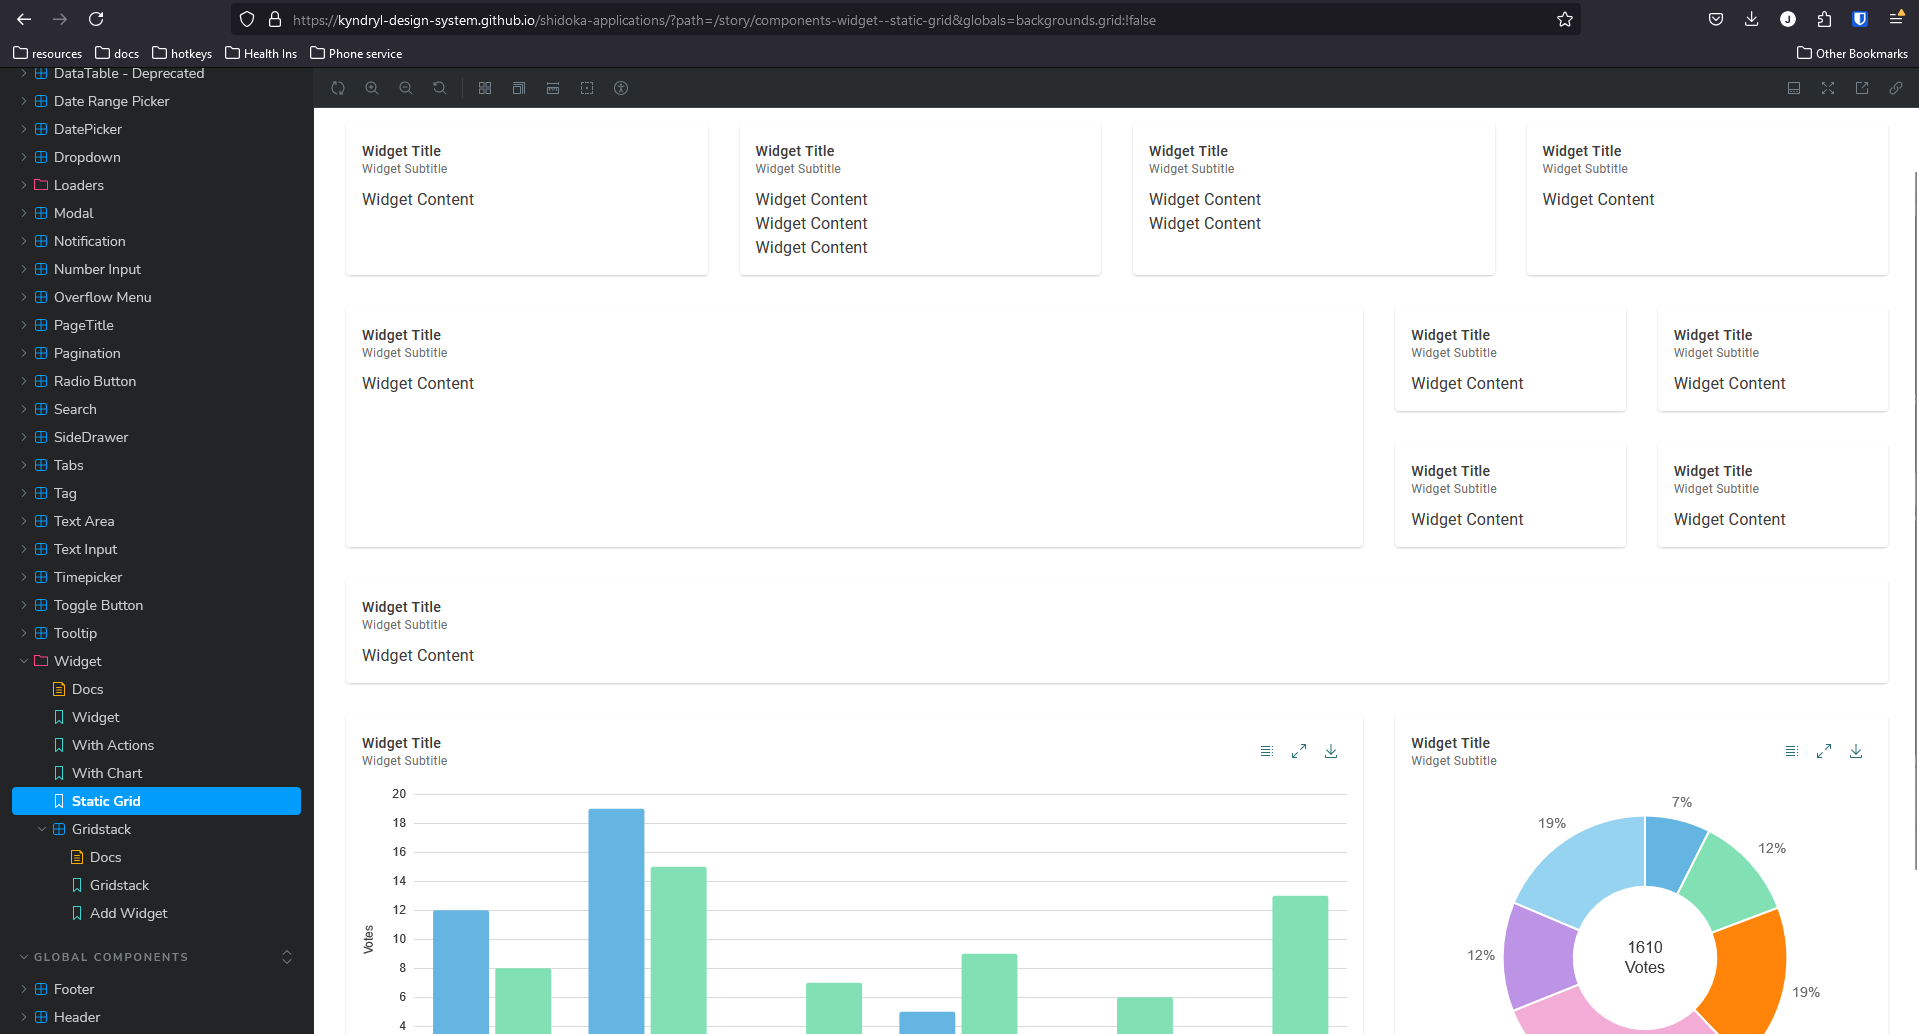 https://kyndryl-design-system.github.io/shidoka-applications/?path=/story/components-widget--static-grid&globals=backgrounds.grid:!false
J
resources
docs
hotkeys
Health Ins
Phone service
Other Bookmarks
DataTable - Deprecated
Date Range Picker
DatePicker
Dropdown
Loaders
Modal
Notification
Number Input
Overflow Menu
PageTitle
Pagination
Radio Button
Search
SideDrawer
Tabs
Tag
Text Area
Text Input
Timepicker
Toggle Button
Tooltip
Widget
Docs
Widget
With Actions
With Chart
Static Grid
Gridstack
Docs
Gridstack
Add Widget
GLOBAL COMPONENTS
Footer
Header
Widget Title
Widget Subtitle
Widget Content
Widget Title
Widget Subtitle
Widget Content
Widget Content
Widget Content
Widget Title
Widget Subtitle
Widget Content
Widget Content
Widget Title
Widget Subtitle
Widget Content
Widget Title
Widget Subtitle
Widget Content
Widget Title
Widget Subtitle
Widget Content
Widget Title
Widget Subtitle
Widget Content
Widget Title
Widget Subtitle
Widget Content
Widget Title
Widget Subtitle
Widget Content
Widget Title
Widget Subtitle
Widget Content
Widget Title
Widget Subtitle
20
18
16
14
12
10
8
6
4
Votes
Widget Title
Widget Subtitle
7%
19%
12%
12%
19%
1610
Votes